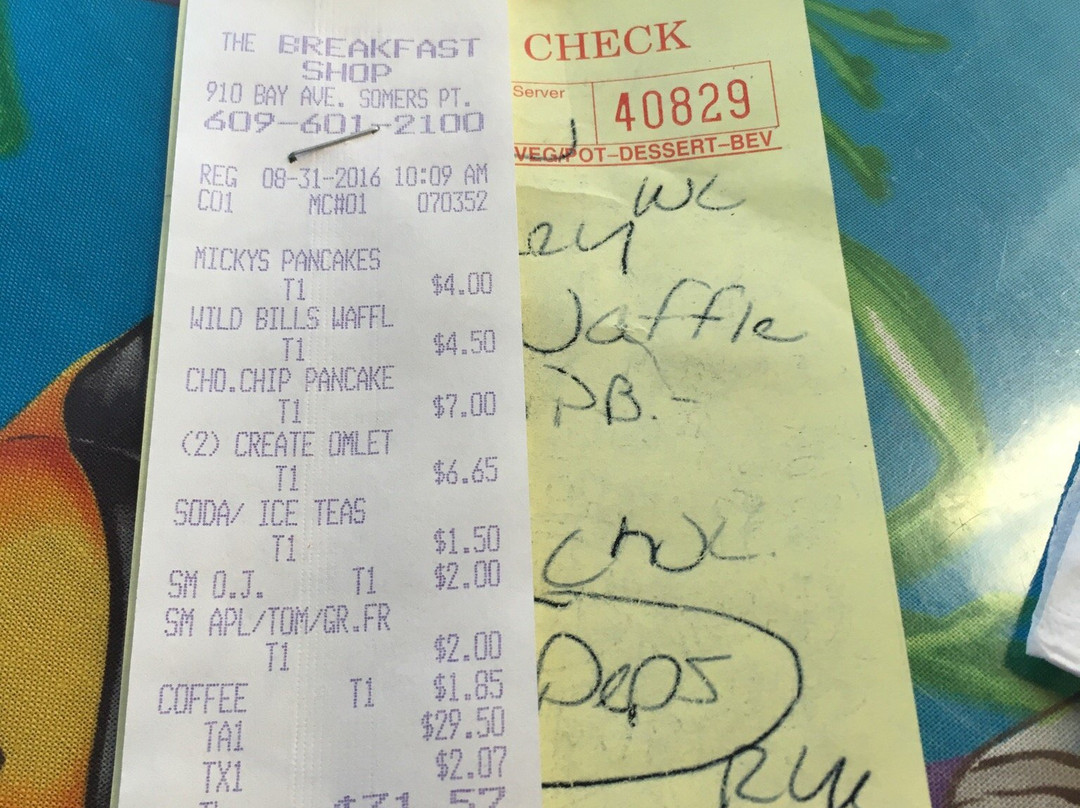 THE BREAKFAST
SHOP
910 BAY AVE. SOMERS PT.
609-601-2100
REG 08-31-2016 10:09 AM
C01 MC#01 070352
MICKYS PANCAKES
T1 $4.00
WILD BILLS WAFFL
T1 $4.50
CHO.CHIP PANCAKE
T1 $7.00
(2) CREATE OMLET
T1 $6.65
SODA/ ICE TEAS
T1 $1.50
SM O.J. T1 $2.00
SM APL/TOM/GR.FR
T1 $2.00
COFFEE T1 $1.85
TA1 $29.50
TX1 $2.07
$31.57
CHECK
Server
40829
VEG/POT-DESSERT-BEV
PB.-
Peps